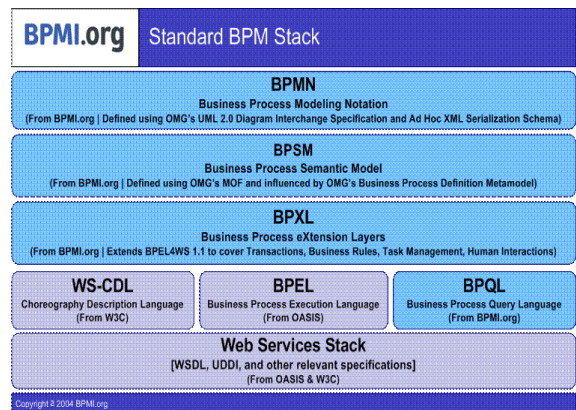 BPMI.org
Standard BPM Stack
BPMN
Business Process Modeling Notation
(From BPMI.org | Defined using OMG's UML 2.0 Diagram Interchange Specification and Ad Hoc XML Serialization Schema)
BPSM
Business Process Semantic Model
(From BPMI.org | Defined using OMG's MOF and influenced by OMG's Business Process Definition Metamodel)
BPXL
Business Process eXtension Layers
(From BPMI.org | Extends BPEL4WS 1.1 to cover Transactions, Business Rules, Task Management, Human Interactions)
WS-CDL
Choreography Description Language
(From W3C)
BPEL
Business Process Execution Language
(From OASIS)
BPQL
Business Process Query Language
(From BPMI.org)
Web Services Stack
[WSDL, UDDI, and other relevant specifications]
(From OASIS & W3C)
Copyright ª 2004 BPMI.org